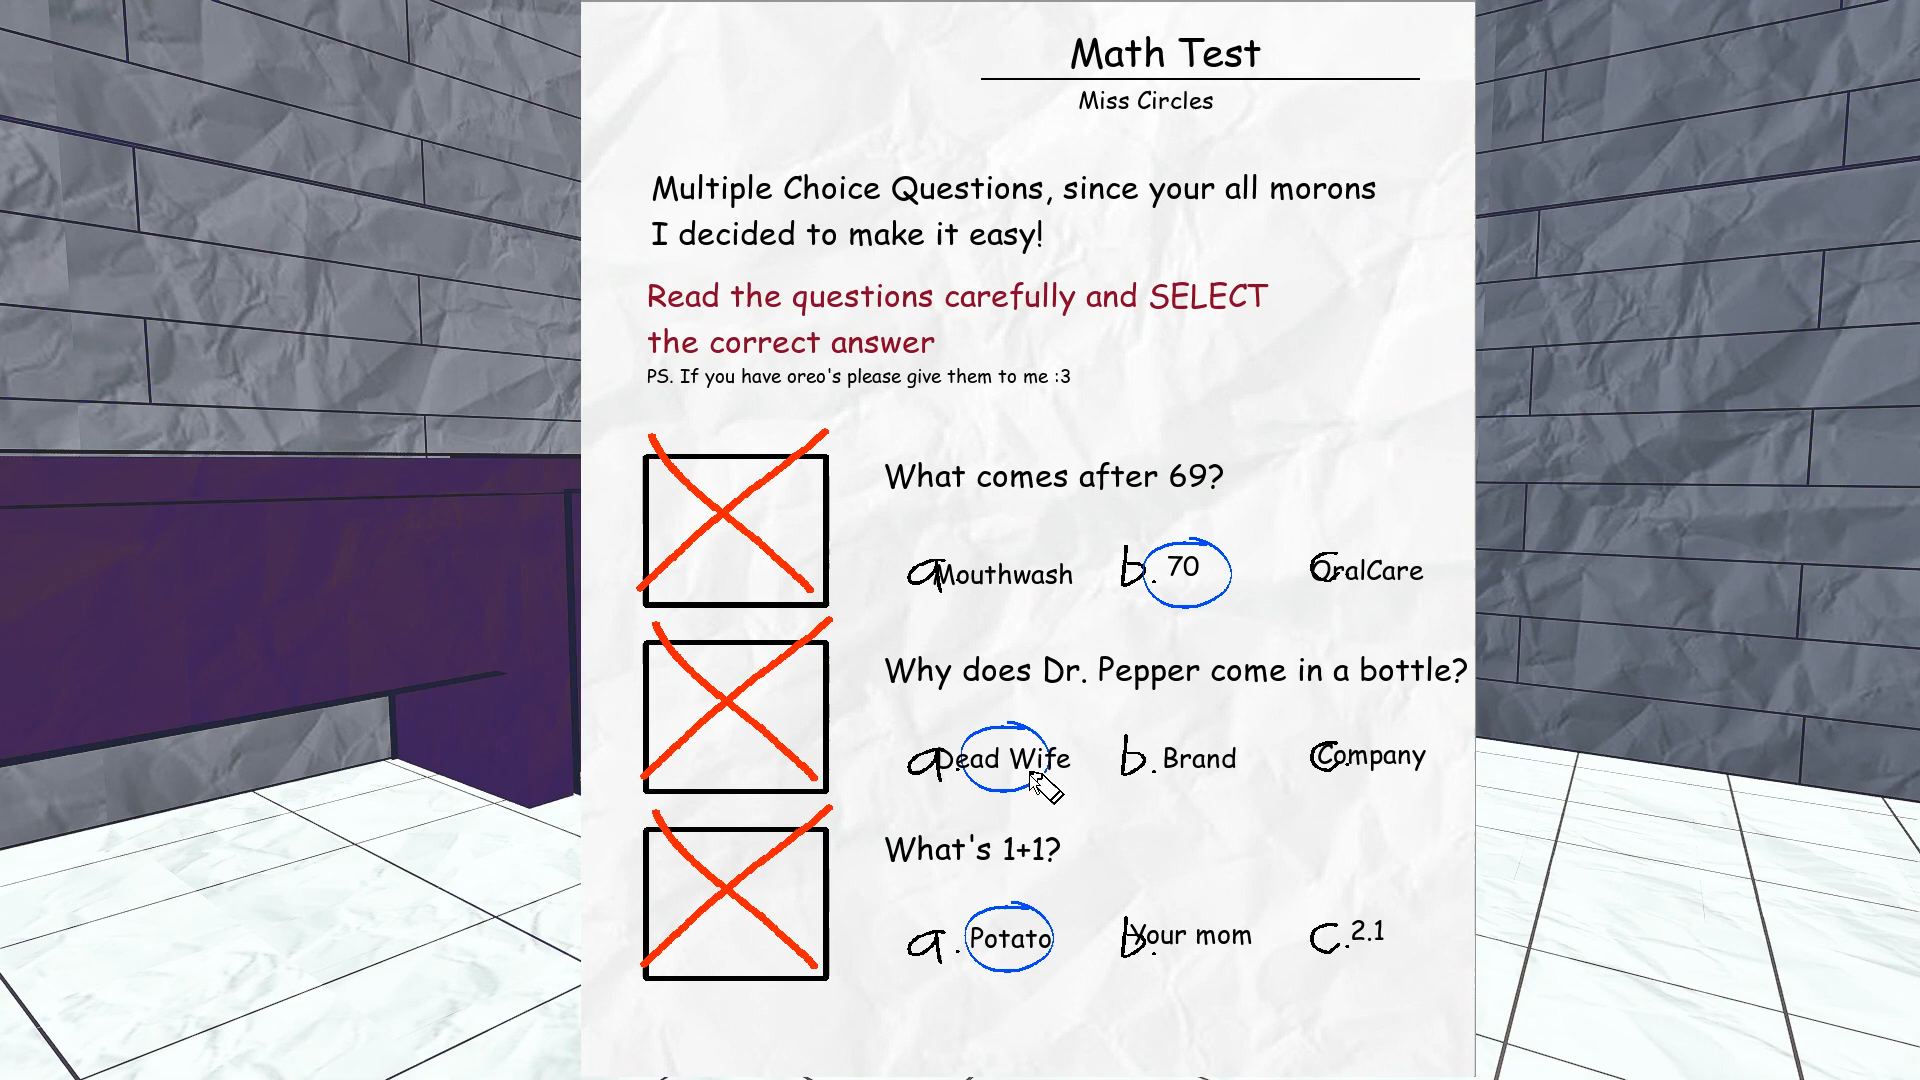 Math Test
Miss Circles
Multiple Choice Questions, since your all morons
I decided to make it easy!
Read the questions carefully and SELECT
the correct answer
PS. If you have oreo's please give them to me :3
What comes after 69?
a. Mouthwash b. 70 c. OralCare
Why does Dr. Pepper come in a bottle?
a. Dead Wife b. Brand c. Company
What's 1+1?
a. Potato b. Your mom c. 2.1